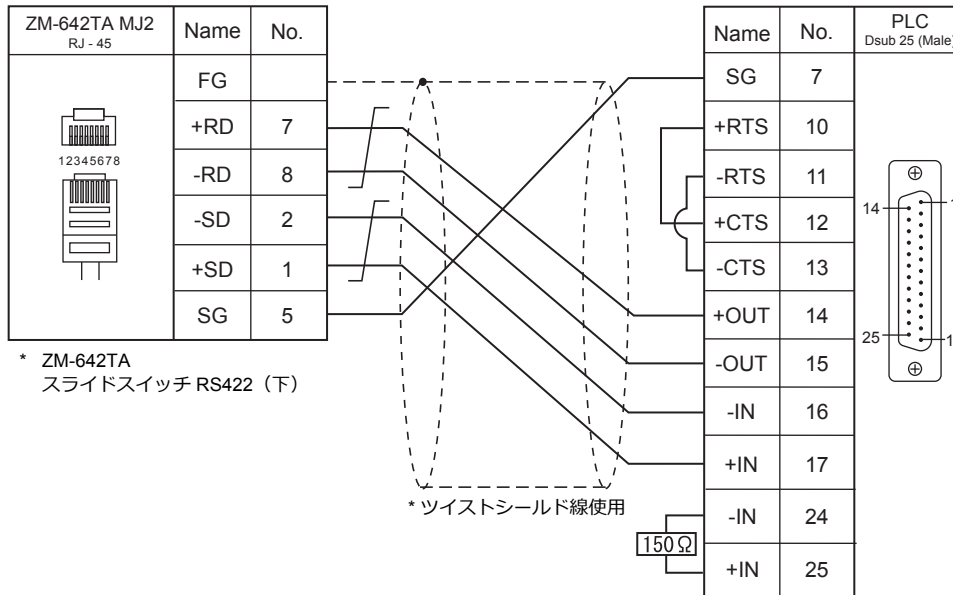 ZM-642TA MJ2
RJ - 45
Name No.
FG
+RD 7
-RD 8
-SD 2
+SD 1
SG 5
12345678
* ZM-642TA
スライドスイッチ RS422（下）
* ツイストシールド線使用
Name No.
PLC
Dsub 25 (Male)
SG 7
+RTS 10
-RTS 11
+CTS 12
-CTS 13
+OUT 14
-OUT 15
-IN 16
+IN 17
-IN 24
+IN 25
150Ω
14
1
25
1